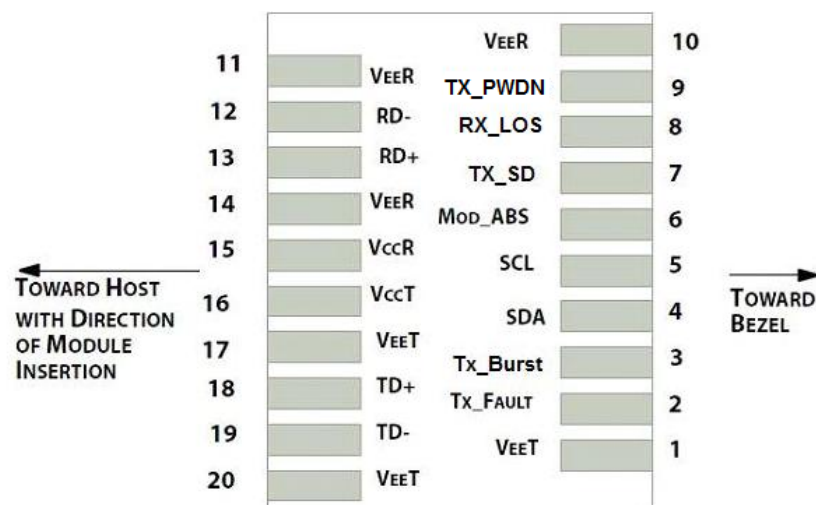 VEER 10
11 VEER
TX_PWDN 9
12 RD-
RX_LOS 8
13 RD+
TX_SD 7
14 VEER
MOD_ABS 6
15 VCCR
SCL 5
TOWARD HOST
WITH DIRECTION
OF MODULE
INSERTION
16 VCCT
TOWARD
BEZEL
SDA 4
17 VEET
Tx_Burst 3
18 TD+
TX_FAULT 2
19 TD-
VEET 1
20 VEET